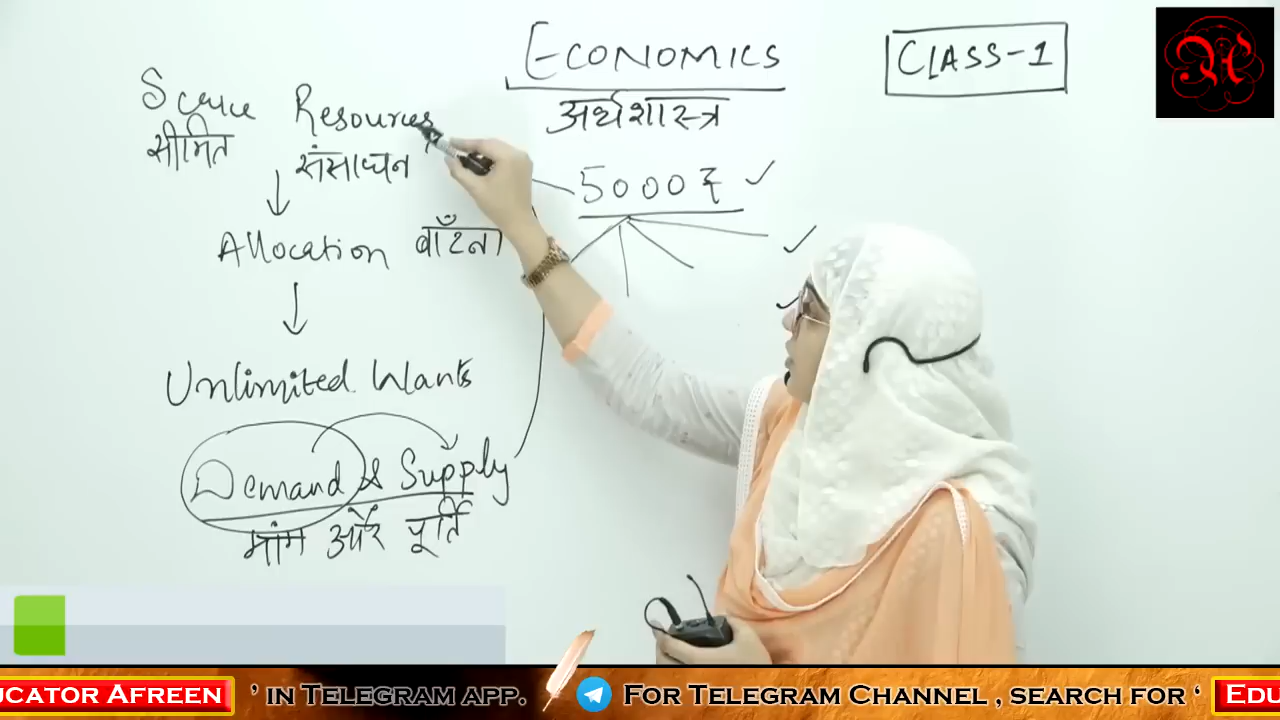 ECONOMICS
अर्थशास्त्र
CLASS-1
Scarce Resources
सीमित संसाधन
5000₹
Allocation बाँटना
Unlimited Wants
Demand & Supply
मांग और पूर्ति
UCATOR AFREEN ' IN TELEGRAM APP. FOR TELEGRAM CHANNEL , SEARCH FOR ' EDU